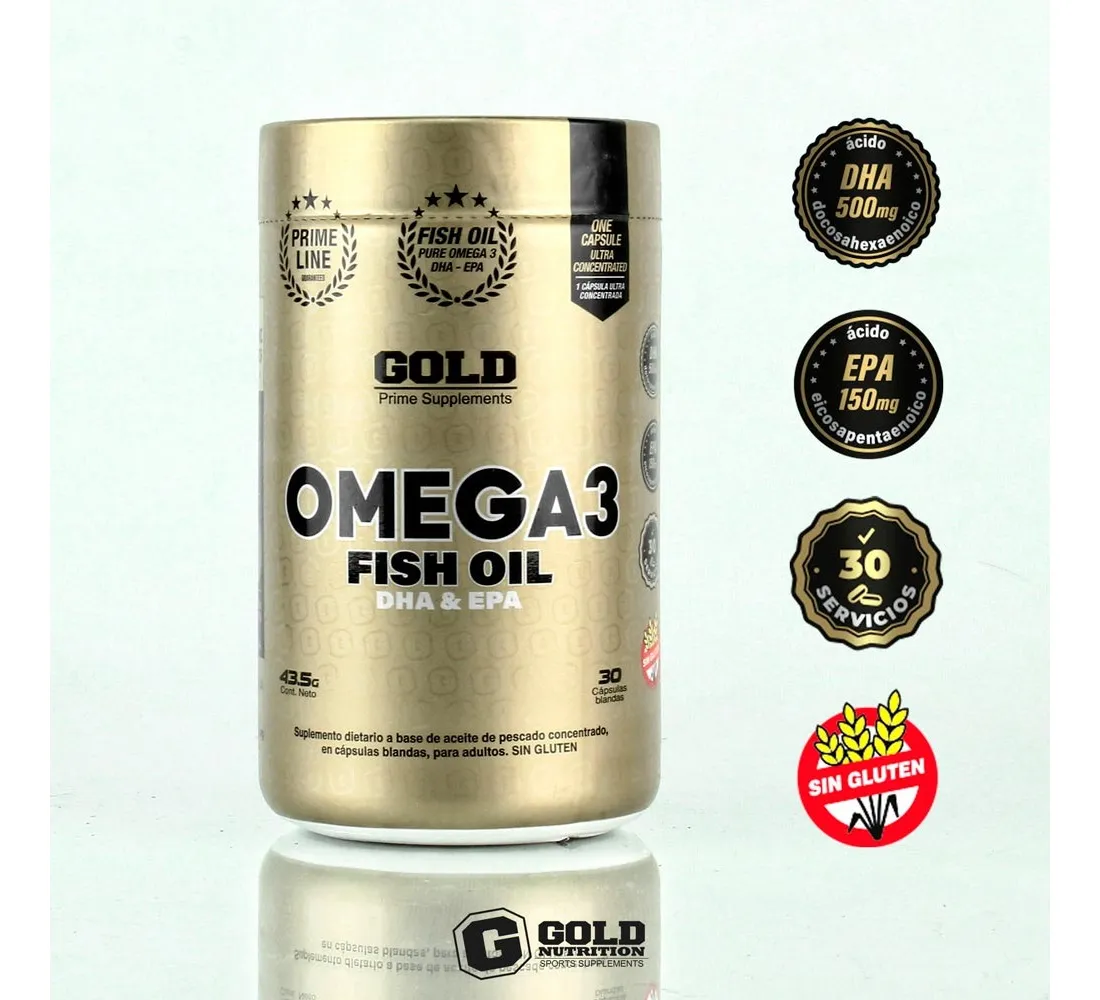 PRIME
LINE
GUARANTEED
FISH OIL
PURE OMEGA 3
DHA - EPA
ONE
CAPSULE
ULTRA
CONCENTRATED
1 CÁPSULA ULTRA
CONCENTRADA
GOLD
Prime Supplements
OMEGA3
FISH OIL
DHA & EPA
43.5G
Cont. Neto
30
Cápsulas
blandas
Suplemento dietario a base de aceite de pescado concentrado,
en cápsulas blandas, para adultos. SIN GLUTEN
ácido
DHA
500mg
docosahexaenoico
ácido
EPA
150mg
eicosapentaenoico
30
SERVICIOS
SIN GLUTEN
G GOLD
NUTRITION
SPORTS SUPPLEMENTS